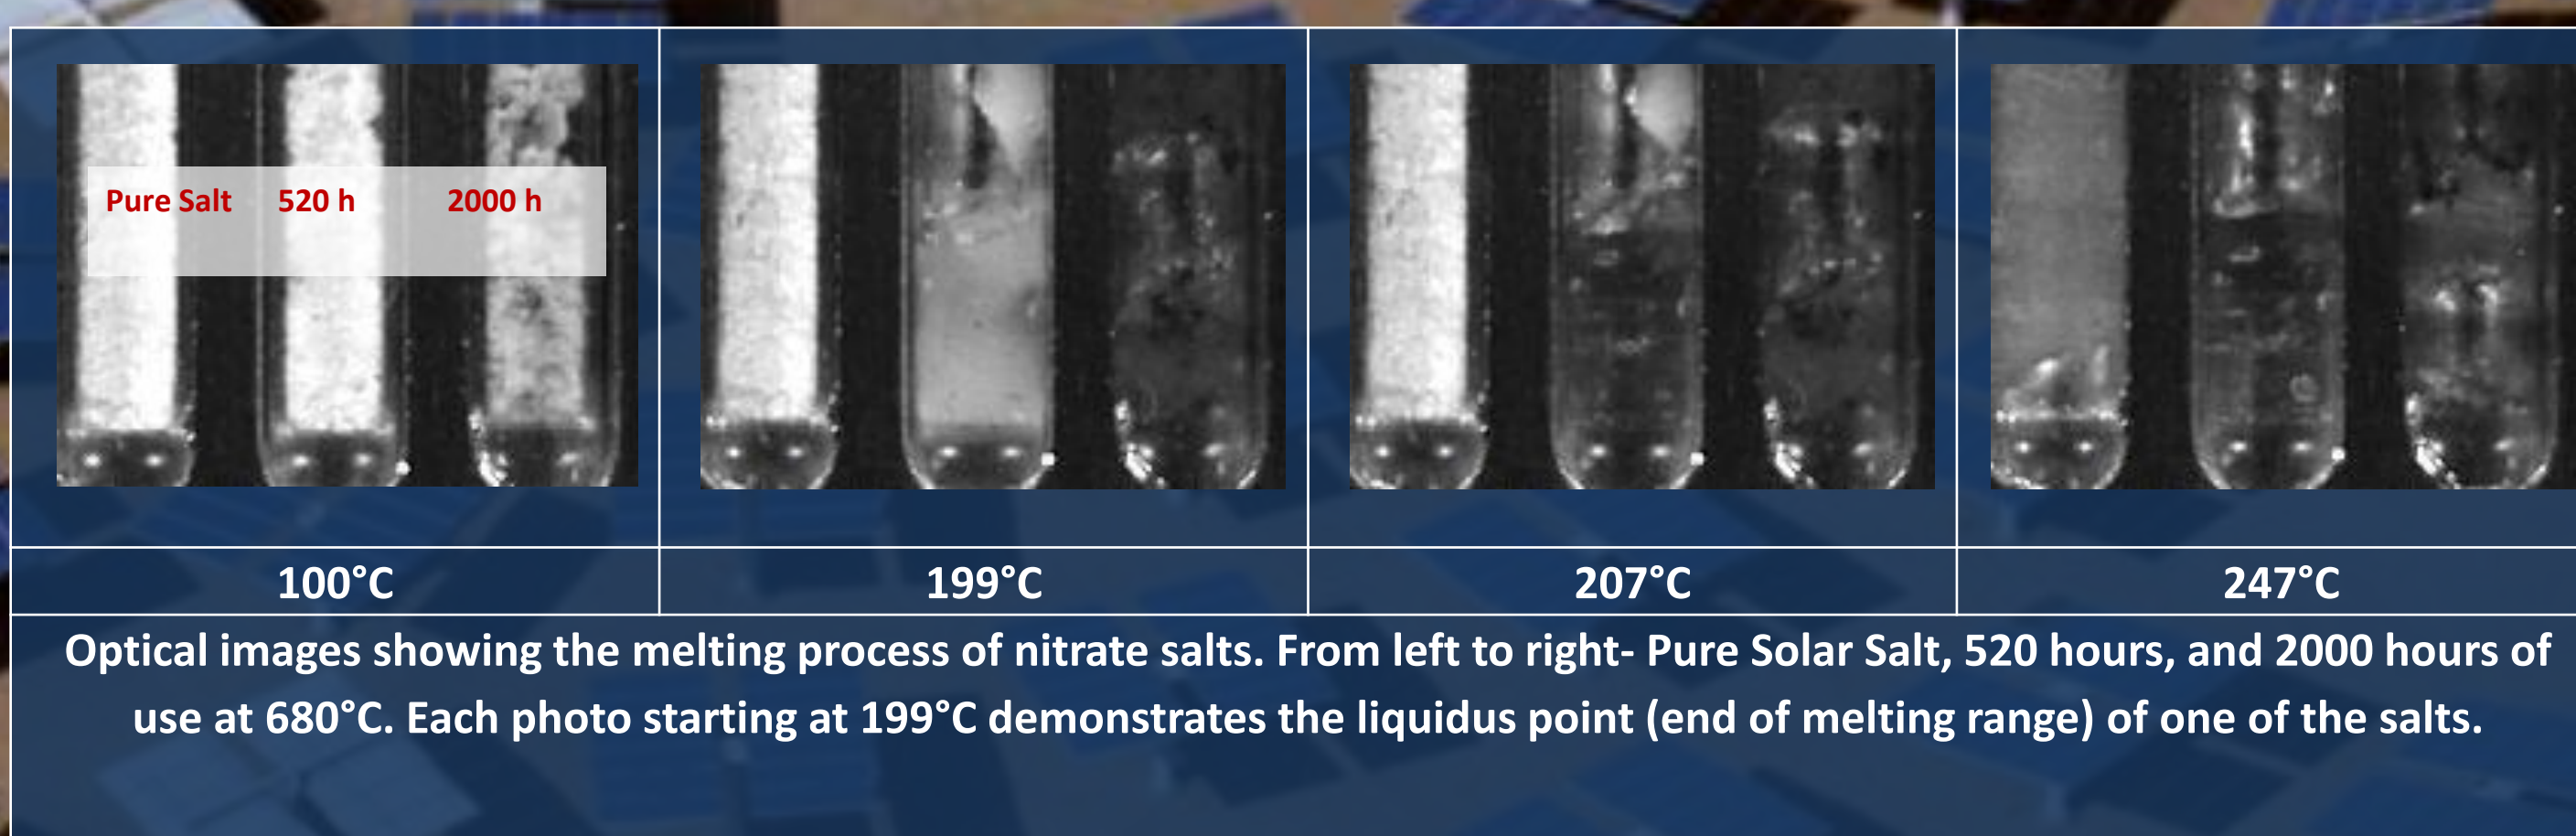 Pure Salt 520 h 2000 h
100°C 199°C 207°C 247°C
Optical images showing the melting process of nitrate salts. From left to right- Pure Solar Salt, 520 hours, and 2000 hours of
use at 680°C. Each photo starting at 199°C demonstrates the liquidus point (end of melting range) of one of the salts.